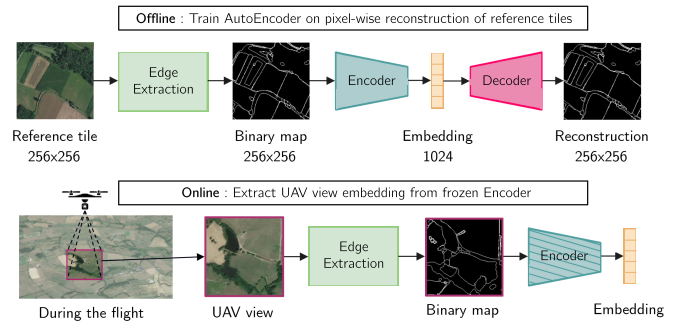 Offline : Train AutoEncoder on pixel-wise reconstruction of reference tiles
Edge
Extraction
Encoder
Decoder
Reference tile
256x256
Binary map
256x256
Embedding
1024
Reconstruction
256x256
Online : Extract UAV view embedding from frozen Encoder
Edge
Extraction
Encoder
During the flight
UAV view
Binary map
Embedding